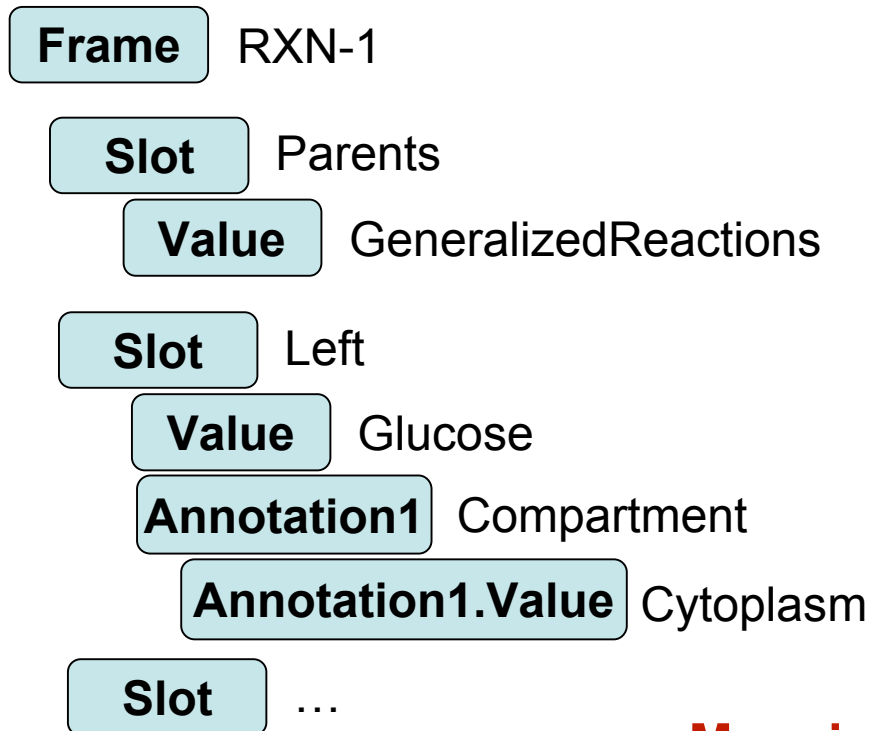 Frame RXN-1
Slot Parents
Value GeneralizedReactions
Slot Left
Value Glucose
Annotation1 Compartment
Annotation1.Value Cytoplasm
Slot …